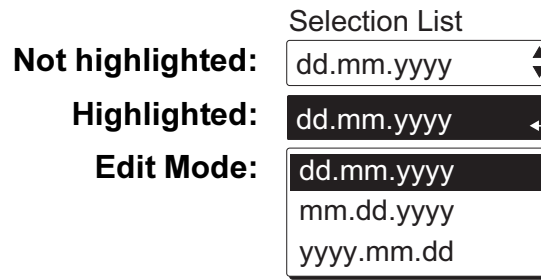 Selection List
Not highlighted: dd.mm.yyyy
Highlighted: dd.mm.yyyy
Edit Mode: dd.mm.yyyy
mm.dd.yyyy
yyyy.mm.dd